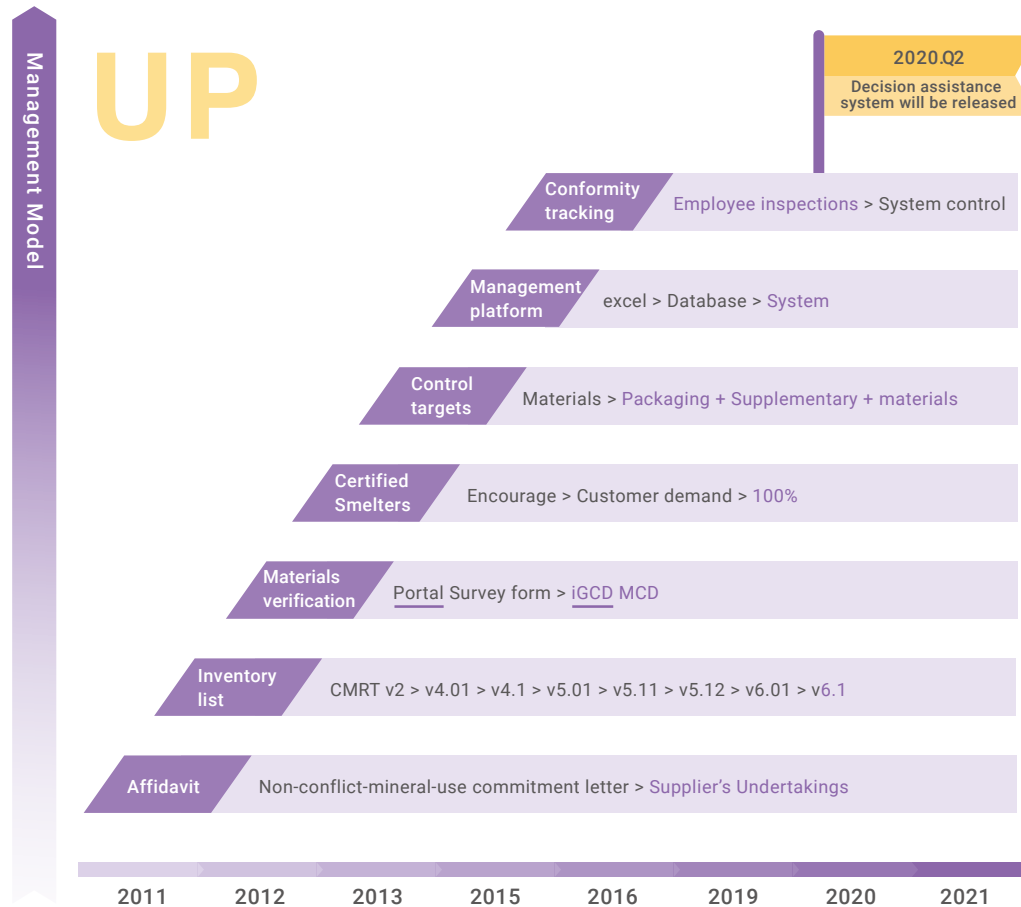 Management Model
UP
2020.Q2
Decision assistance
system will be released
Conformity
tracking
Employee inspections > System control
Management
platform
excel > Database > System
Control
targets
Materials > Packaging + Supplementary + materials
Certified
Smelters
Encourage > Customer demand > 100%
Materials
verification
Portal Survey form > iGCD MCD
Inventory
list
CMRT v2 > v4.01 > v4.1 > v5.01 > v5.11 > v5.12 > v6.01 > v6.1
Affidavit
Non-conflict-mineral-use commitment letter > Supplier's Undertakings
2011 2012 2013 2015 2016 2019 2020 2021